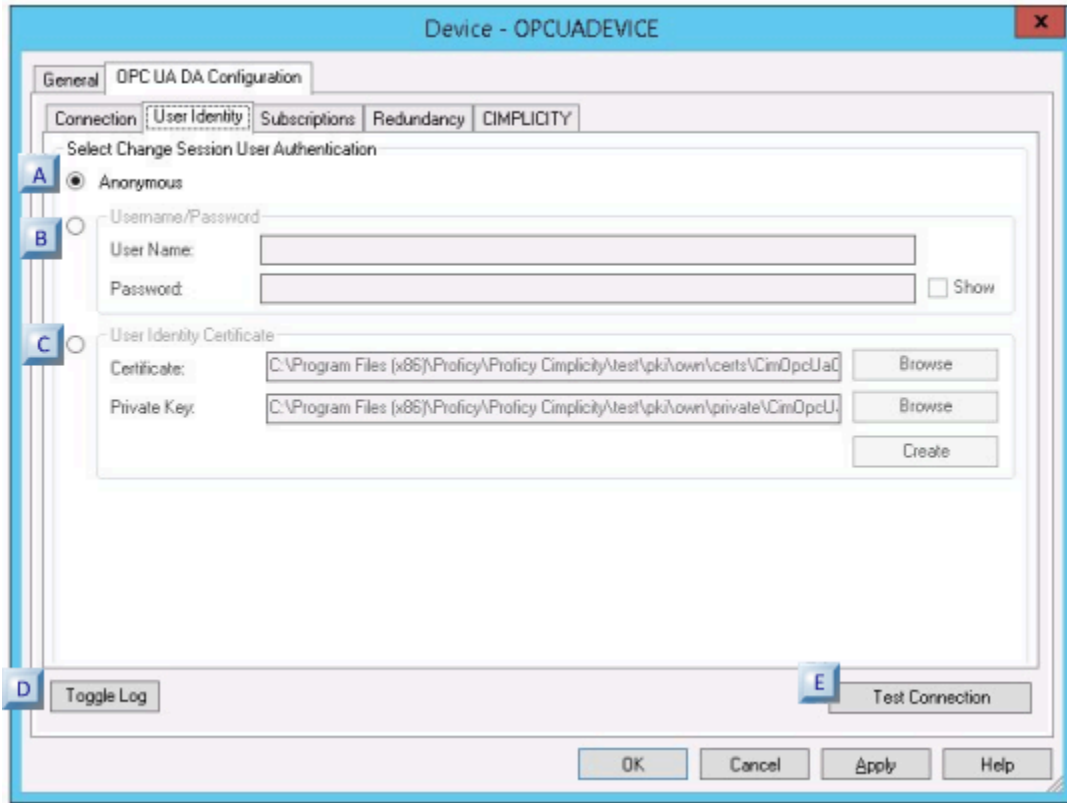 Device - OPCUADEVICE
x
General OPC UA DA Configuration
Connection User Identity Subscriptions Redundancy CIMPLICITY
Select Change Session User Authentication
A Anonymous
B Username/Password
User Name:
Password: Show
C User Identity Certificate
Certificate: C:\Program Files (x86)\Proficy\Proficy Cimplicity\test\pki\own\certs\CimOpcUaC Browse
Private Key: C:\Program Files (x86)\Proficy\Proficy Cimplicity\test\pki\own\private\CimOpcU Browse
Create
D Toggle Log E Test Connection
OK Cancel Apply Help